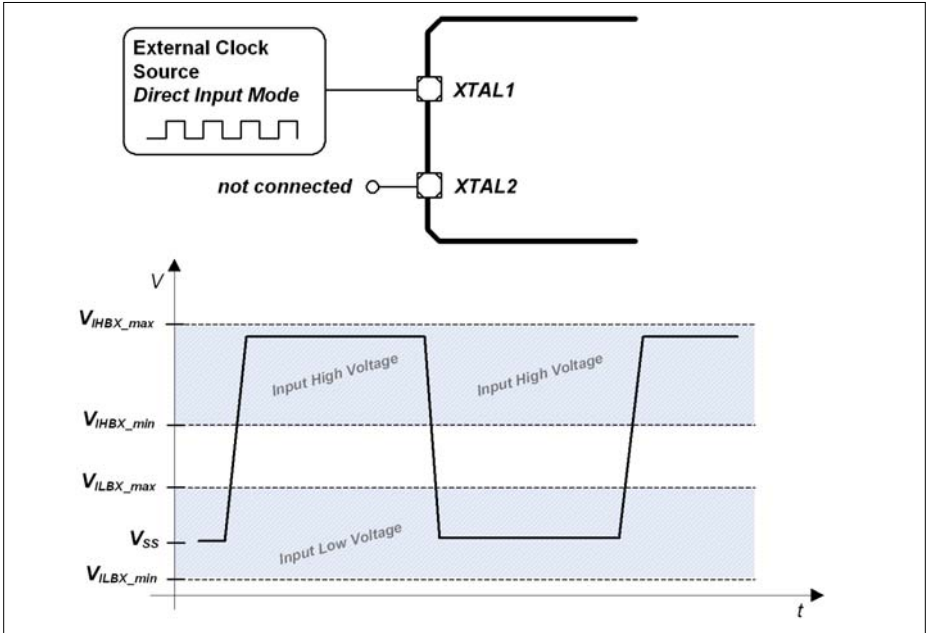 External Clock
Source
Direct Input Mode
XTAL1
not connected
XTAL2
V
VIHBX_max
Input High Voltage
Input High Voltage
VIHBX_min
VILBX_max
VSS
Input Low Voltage
VILBX_min
t